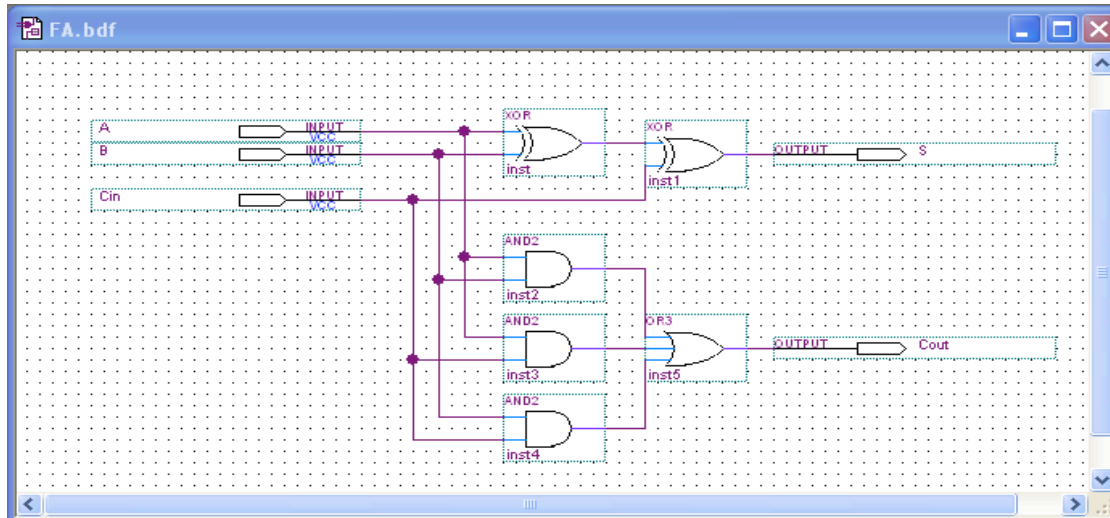 FA.bdf
XOR
A INPUT VCC
XOR
B INPUT VCC
OUTPUT S
inst
inst1
Cin INPUT VCC
AND2
inst2
AND2
OR3
OUTPUT Cout
inst3
inst5
AND2
inst4